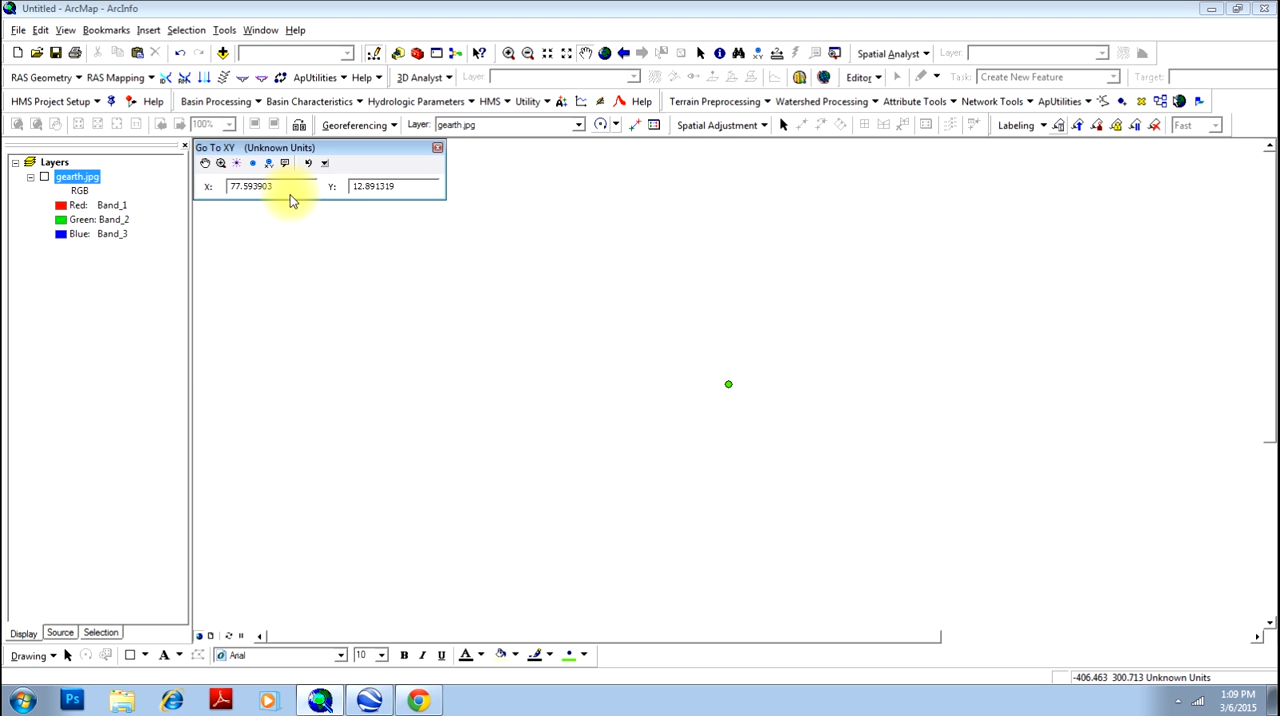 Untitled - ArcMap - ArcInfo
File Edit View Bookmarks Insert Selection Tools Window Help
Spatial Analyst Layer:
RAS Geometry RAS Mapping ApUtilities Help 3D Analyst Layer: Editor Task: Create New Feature Target:
HMS Project Setup Help Basin Processing Basin Characteristics Hydrologic Parameters HMS Utility Help Terrain Preprocessing Watershed Processing Attribute Tools Network Tools ApUtilities
100% Georeferencing Layer: gearth.jpg Spatial Adjustment Labeling Fast
Go To XY (Unknown Units)
X: 77.593903 Y: 12.891319
Layers
gearth.jpg
RGB
Red: Band_1
Green: Band_2
Blue: Band_3
Display Source Selection
Drawing A Arial 10 B I U A
-406.463 300.713 Unknown Units
1:09 PM
3/6/2015